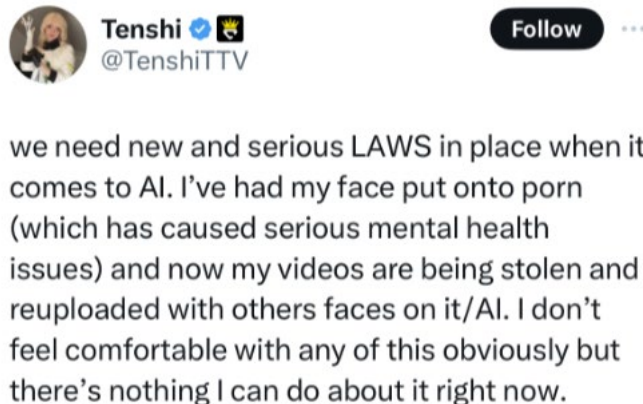 Tenshi
@TenshiTTV
Follow
we need new and serious LAWS in place when it
comes to AI. I’ve had my face put onto porn
(which has caused serious mental health
issues) and now my videos are being stolen and
reuploaded with others faces on it/AI. I don’t
feel comfortable with any of this obviously but
there’s nothing I can do about it right now.